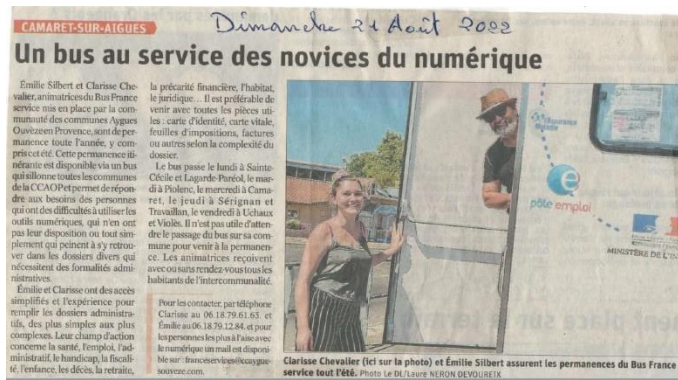 Dimanche 21 Août 2022
CAMARET-SUR-AIGUES
Un bus au service des novices du numérique
Émilie Silbert et Clarisse Che-
valier, animatrices du Bus France
service mis en place par la com-
munauté des communes Aygues
Ouvèze en Provence, sont de per-
manence toute l'année, y com-
pris cet été. Cette permanence iti-
nérante est disponible via un bus
qui sillonne toutes les communes
de la CCAOP et permet de répon-
dre aux besoins des personnes
qui ont des difficultés à utiliser les
outils numériques, qui n'en ont
pas leur disposition ou tout sim-
plement qui peinent à s'y retrou-
ver dans les dossiers divers qui
nécessitent des formalités admi-
nistratives.
Émilie et Clarisse ont des accès
simplifiés et l'expérience pour
remplir les dossiers administra-
tifs, des plus simples aux plus
complexes. Leur champ d'action
concerne la santé, l'emploi, l'ad-
ministratif, le handicap, la fiscali-
té, l'enfance, les décès, la retraite,
la précarité financière, l'habitat,
le juridique... Il est préférable de
venir avec toutes les pièces uti-
les : carte d'identité, carte vitale,
feuilles d'impositions, factures
ou autres selon la complexité du
dossier.
Le bus passe le lundi à Sainte-
Cécile et Lagarde-Paréol, le mar-
di à Piolenc, le mercredi à Cama-
ret, le jeudi à Sérignan et
Travaillan, le vendredi à Uchaux
et Violès. Il n'est pas utile d'atten-
dre le passage du bus sur sa com-
mune pour venir à la permanen-
ce. Les animatrices reçoivent
avec ou sans rendez-vous tous les
habitants de l'intercommunalité.
Pour les contacter, par téléphone
Clarisse au 06.18.79.61.63. et
Émilie au 06.18.79.12.84. et pour
les personnes les plus à l'aise avec
le numérique un mail est disponi-
ble sur : franceservices@ccaygue
souveze.com
l'Assurance
Maladie
pôle emploi
MINISTÈRE DE L'IN
Clarisse Chevalier (ici sur la photo) et Émilie Silbert assurent les permanences du Bus France
service tout l'été. Photo Le DL/Laure NERON DEVOUREIX